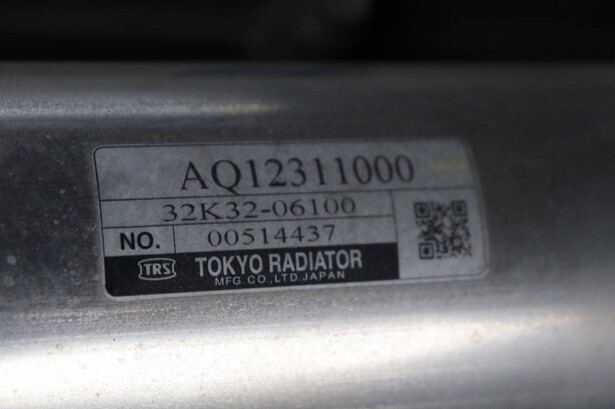 AQ12311000
32K32-06100
NO. 00514437
TRS TOKYO RADIATOR
MFG CO.,LTD.JAPAN